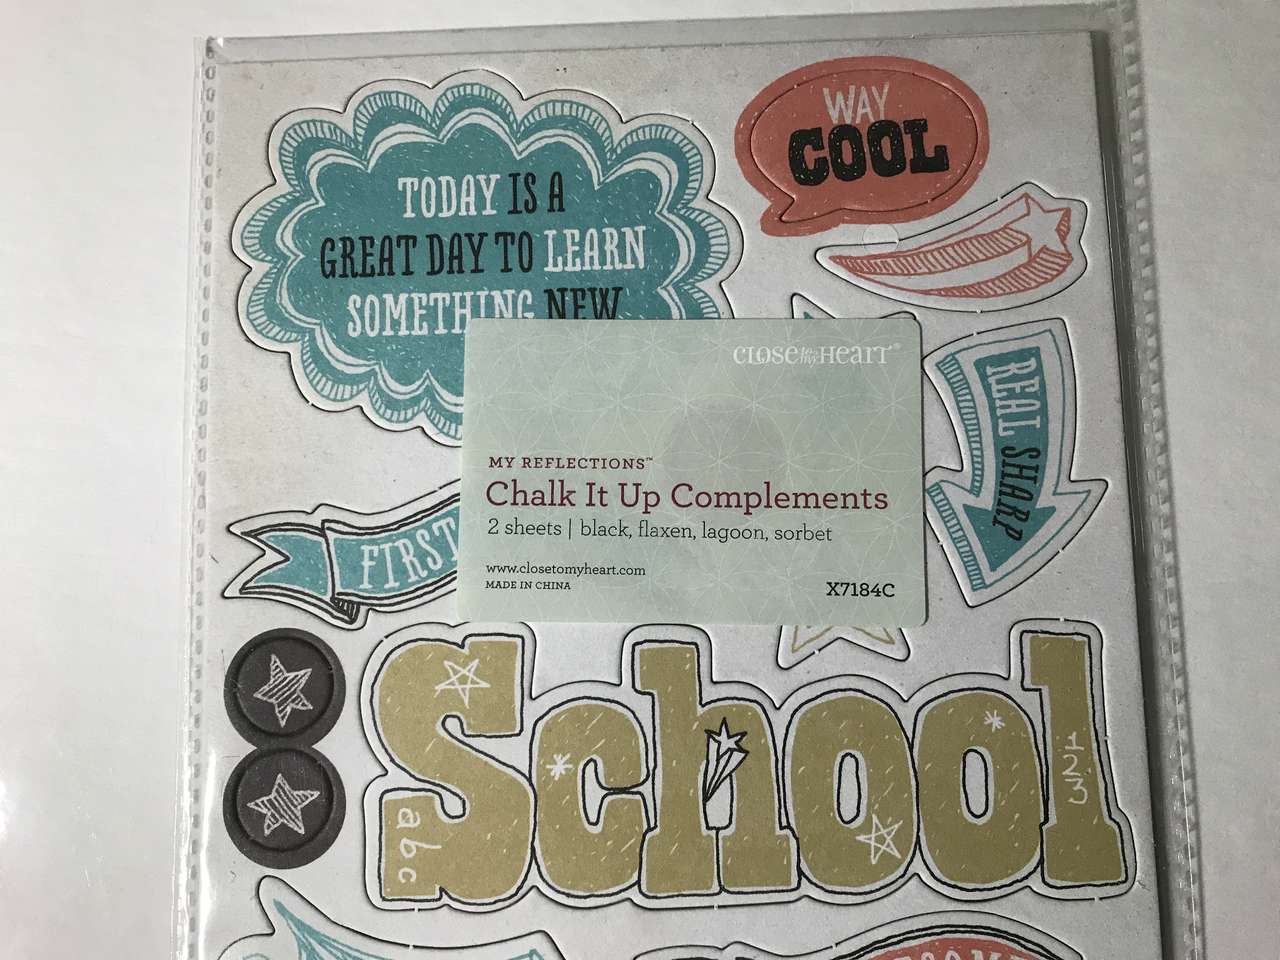 WAY
COOL
TODAY IS A
GREAT DAY TO LEARN
SOMETHING NEW
CLOSE to my HEART®
REAL SHARP
MY REFLECTIONS™
Chalk It Up Complements
2 sheets | black, flaxen, lagoon, sorbet
www.closetomyheart.com
MADE IN CHINA
X7184C
FIRST
School
abc
123